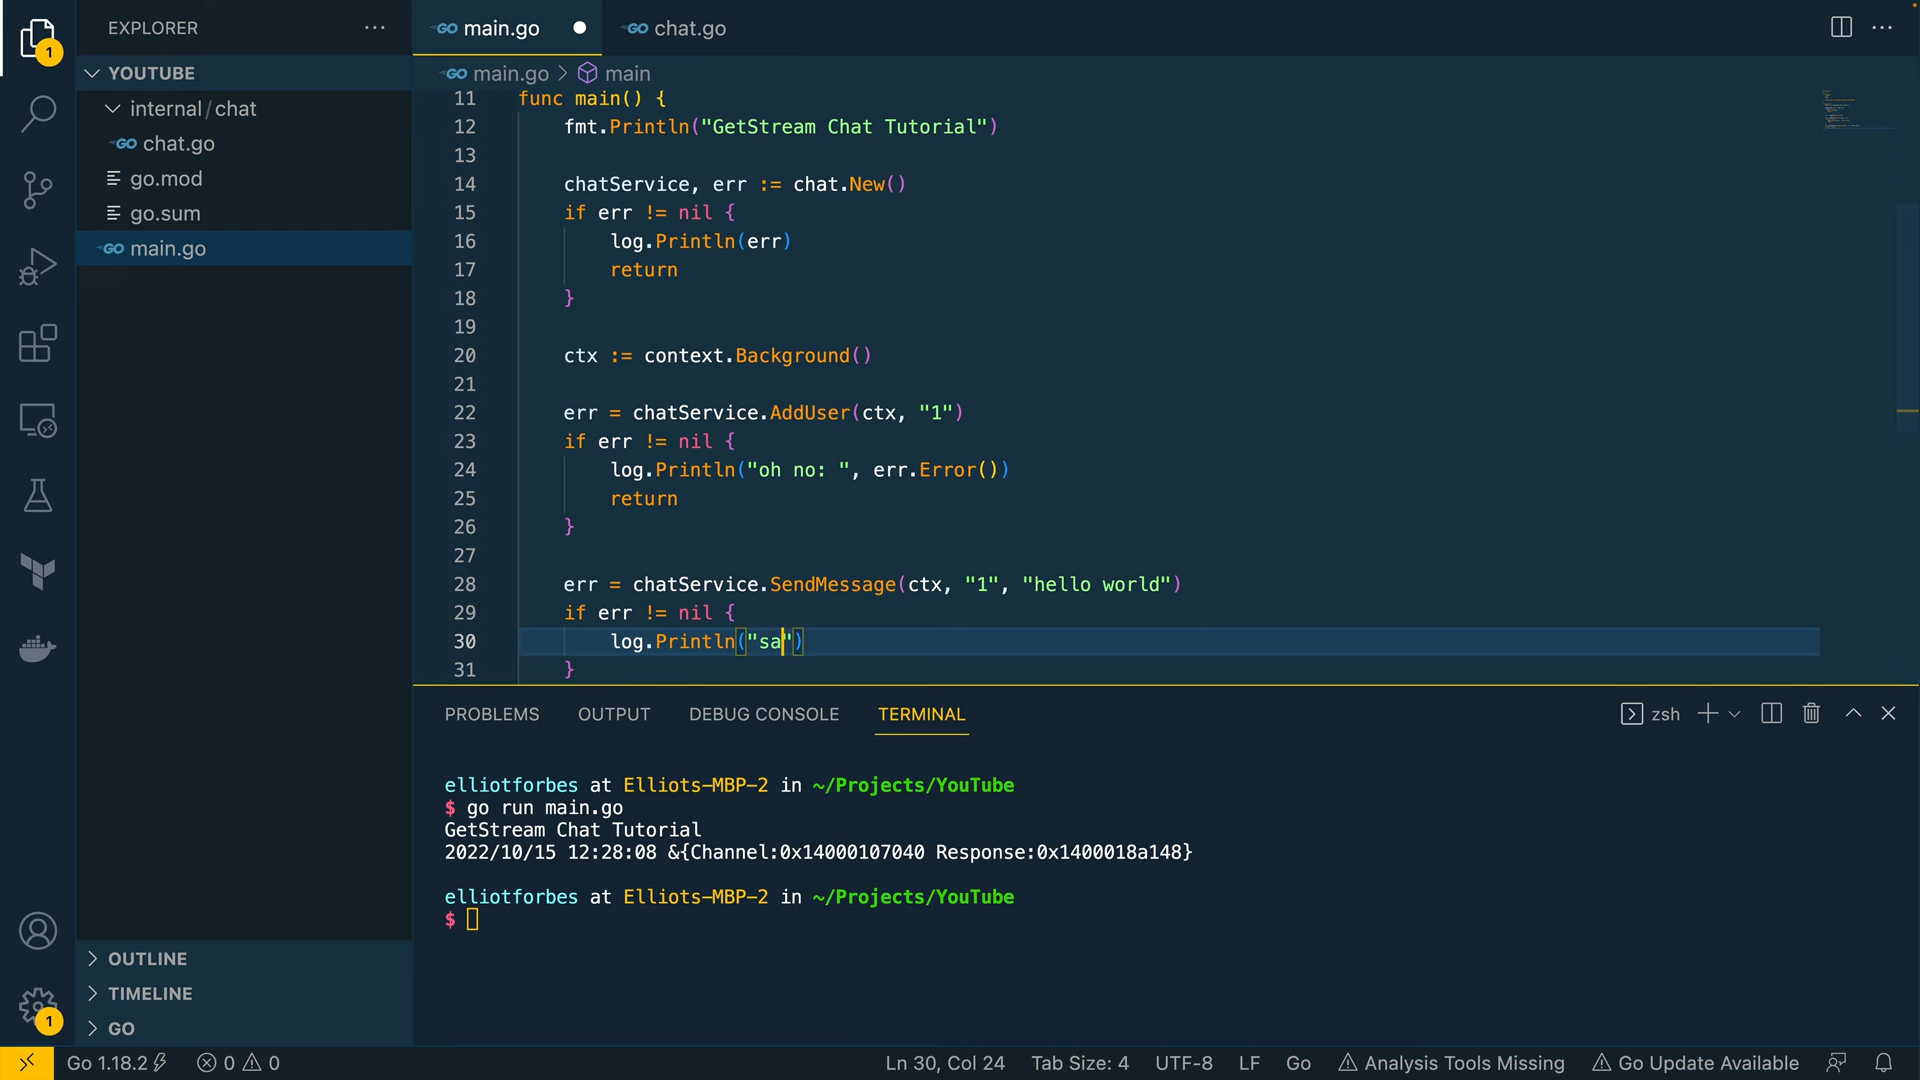 EXPLORER
YOUTUBE
internal/chat
chat.go
go.mod
go.sum
main.go
OUTLINE
TIMELINE
GO
1
1
main.go
chat.go
main.go > main
11 func main() {
12 fmt.Println("GetStream Chat Tutorial")
13
14 chatService, err := chat.New()
15 if err != nil {
16 log.Println(err)
17 return
18 }
19
20 ctx := context.Background()
21
22 err = chatService.AddUser(ctx, "1")
23 if err != nil {
24 log.Println("oh no: ", err.Error())
25 return
26 }
27
28 err = chatService.SendMessage(ctx, "1", "hello world")
29 if err != nil {
30 log.Println("sa")
31 }
PROBLEMS OUTPUT DEBUG CONSOLE TERMINAL
zsh
elliotforbes at Elliots-MBP-2 in ~/Projects/YouTube
$ go run main.go
GetStream Chat Tutorial
2022/10/15 12:28:08 &{Channel:0x14000107040 Response:0x1400018a148}
elliotforbes at Elliots-MBP-2 in ~/Projects/YouTube
$
Go 1.18.2 0 0 Ln 30, Col 24 Tab Size: 4 UTF-8 LF Go Analysis Tools Missing Go Update Available